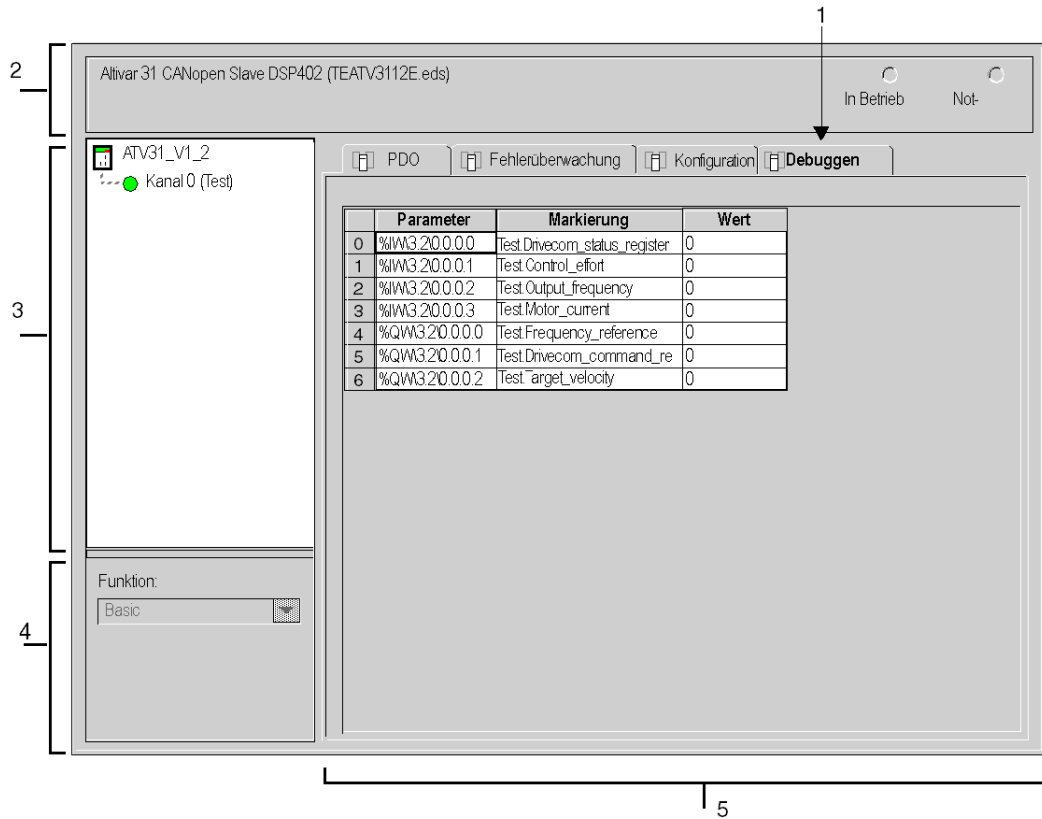 1
2
Altivar 31 CANopen Slave DSP402 (TEATV3112E.eds)
In Betrieb Not-
3
ATV31_V1_2
Kanal 0 (Test)
PDO Fehlerüberwachung Konfiguration Debuggen
Parameter Markierung Wert
0 %IW\3.2\0.0.0.0 Test.Drivecom_status_register 0
1 %IW\3.2\0.0.0.1 Test.Control_effort 0
2 %IW\3.2\0.0.0.2 Test.Output_frequency 0
3 %IW\3.2\0.0.0.3 Test.Motor_current 0
4 %QW\3.2\0.0.0.0 Test.Frequency_reference 0
5 %QW\3.2\0.0.0.1 Test.Drivecom_command_re 0
6 %QW\3.2\0.0.0.2 Test.Target_velocity 0
4
Funktion:
Basic
5